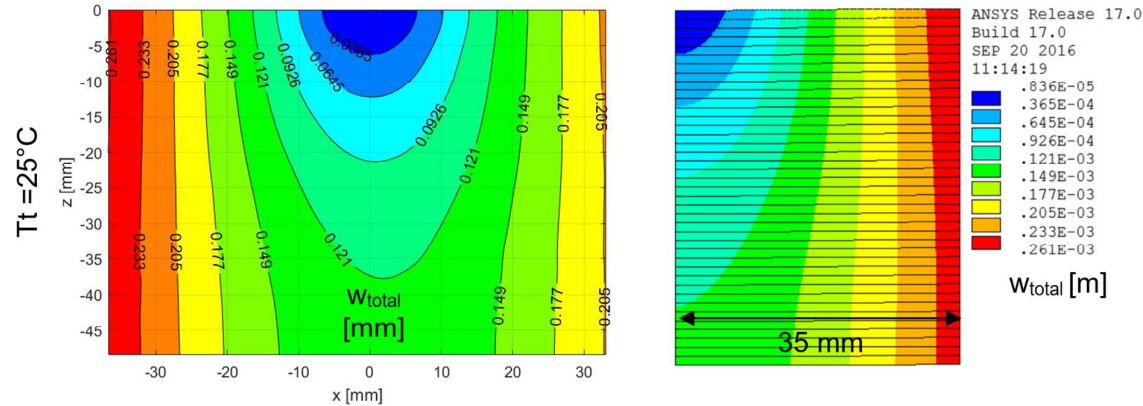 Tt =25°C
z [mm]
0
-5
-10
-15
-20
-25
-30
-35
-40
-45
0.261
0.233
0.205
0.177
0.149
0.121
0.0926
0.0645
0.0365
0.0926
0.149
0.177
0.205
0.121
0.121
0.233
0.205
0.177
0.149
0.149
0.177
0.205
wtotal
[mm]
-30
-20
-10
0
10
20
30
x [mm]
35 mm
ANSYS Release 17.0
Build 17.0
SEP 20 2016
11:14:19
.836E-05
.365E-04
.645E-04
.926E-04
.121E-03
.149E-03
.177E-03
.205E-03
.233E-03
.261E-03
wtotal [m]